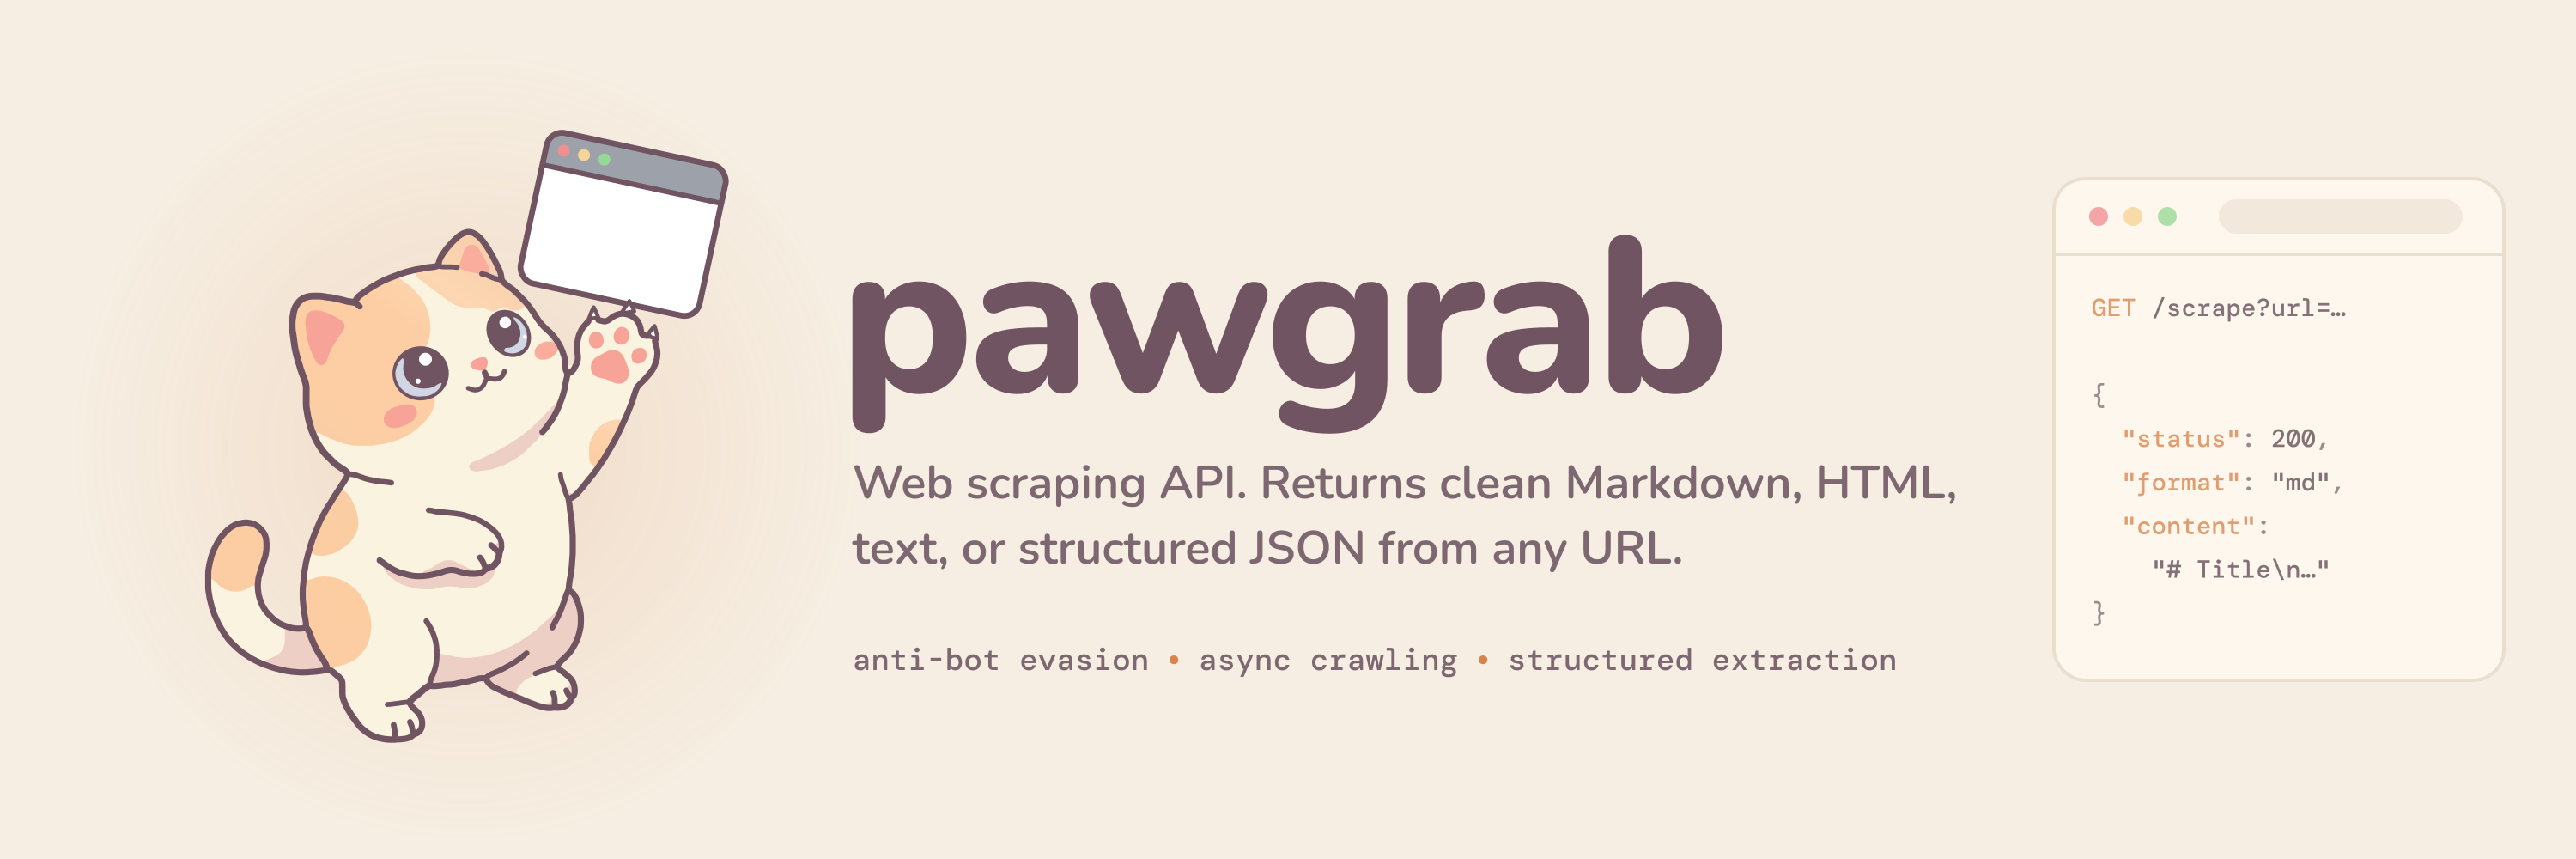 pawgrab
Web scraping API. Returns clean Markdown, HTML,
text, or structured JSON from any URL.
anti-bot evasion • async crawling • structured extraction
GET /scrape?url=…
{
"status": 200,
"format": "md",
"content":
"# Title\n…"
}